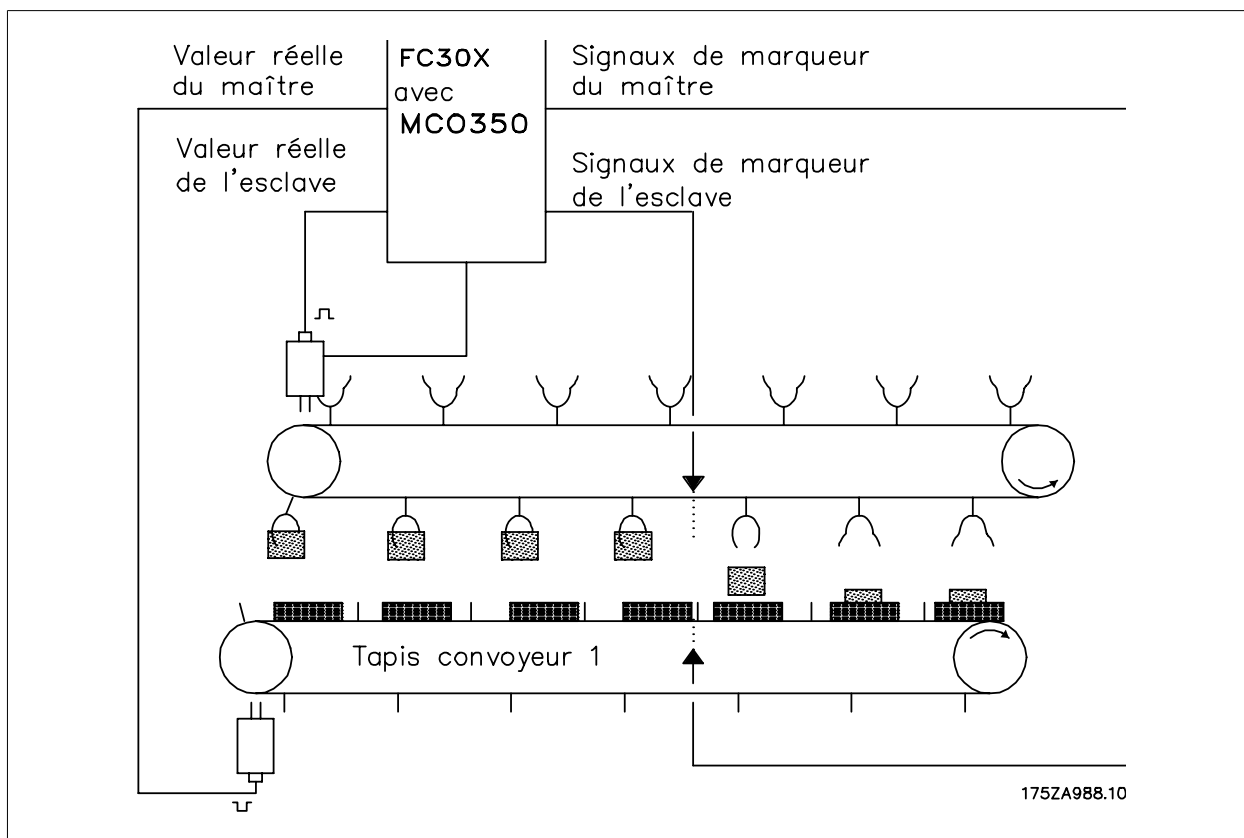 Valeur réelle
du maître
FC30X
avec
MCO350
Signaux de marqueur
du maître
Valeur réelle
de l'esclave
Signaux de marqueur
de l'esclave
Tapis convoyeur 1
175ZA988.10